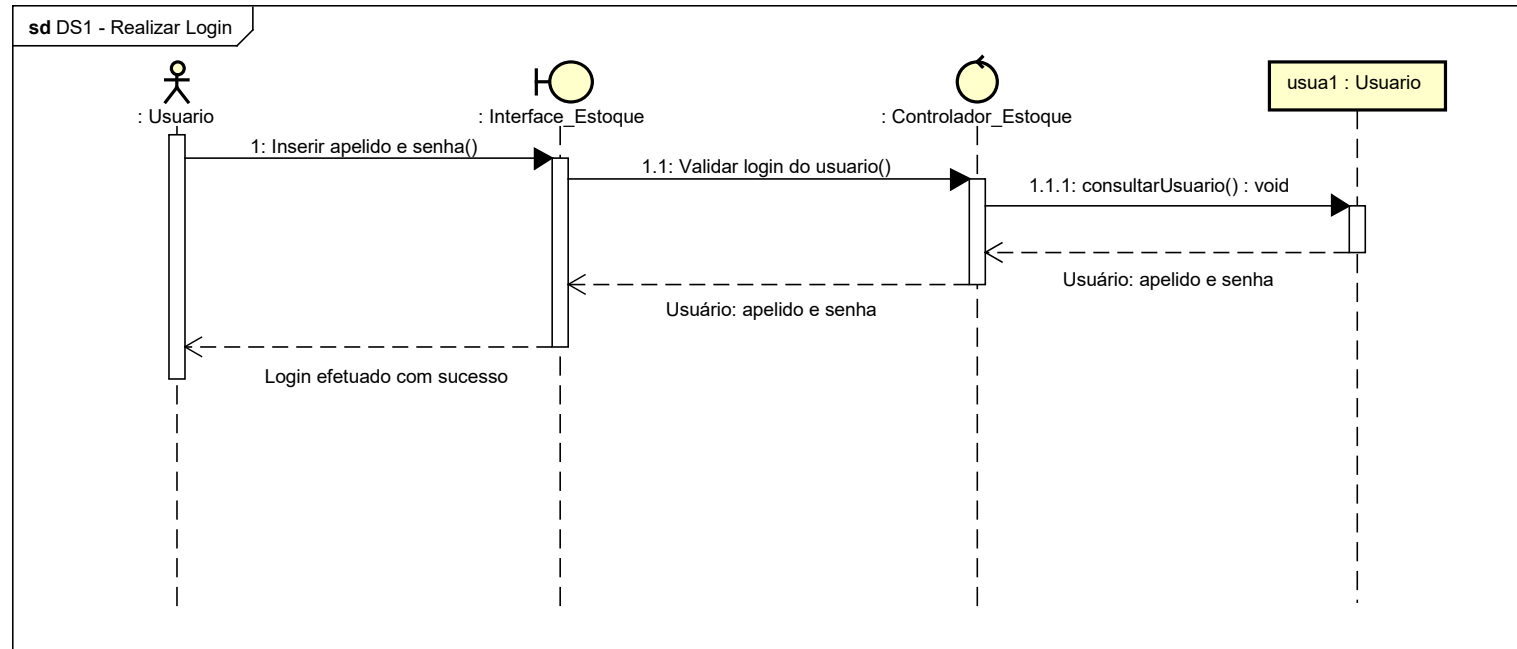 sd DS1 - Realizar Login
: Usuario
: Interface_Estoque
: Controlador_Estoque
usua1 : Usuario
1: Inserir apelido e senha()
1.1: Validar login do usuario()
1.1.1: consultarUsuario() : void
Usuário: apelido e senha
Usuário: apelido e senha
Login efetuado com sucesso